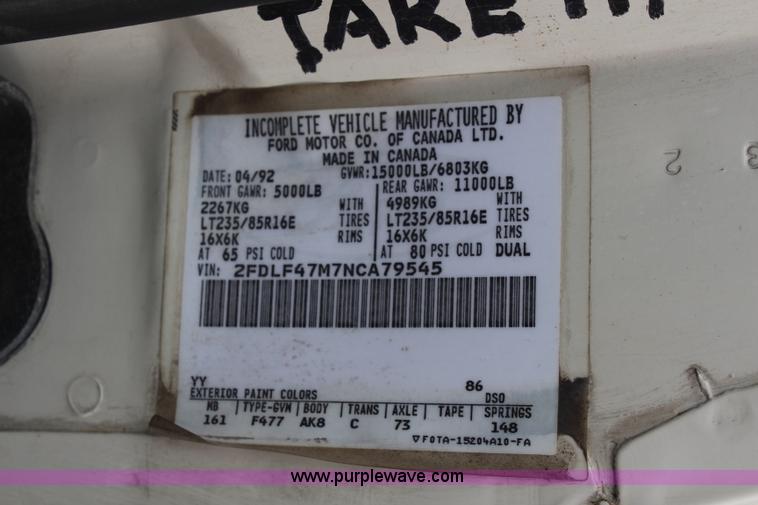 TAKE
INCOMPLETE VEHICLE MANUFACTURED BY
FORD MOTOR CO. OF CANADA LTD.
MADE IN CANADA
DATE: 04/92 GVWR: 15000LB/6803KG
FRONT GAWR: 5000LB REAR GAWR: 11000LB
2267KG WITH 4989KG WITH
LT235/85R16E TIRES LT235/85R16E TIRES
16X6K RIMS 16X6K RIMS
AT 65 PSI COLD AT 80 PSI COLD DUAL
VIN: 2FDLF47M7NCA79545
YY 86
EXTERIOR PAINT COLORS DSO
WB TYPE-GVW BODY TRANS AXLE TAPE SPRINGS
161 F477 AK8 C 73 148
▽FOTA-15204A10-FA
2
3
www.purplewave.com